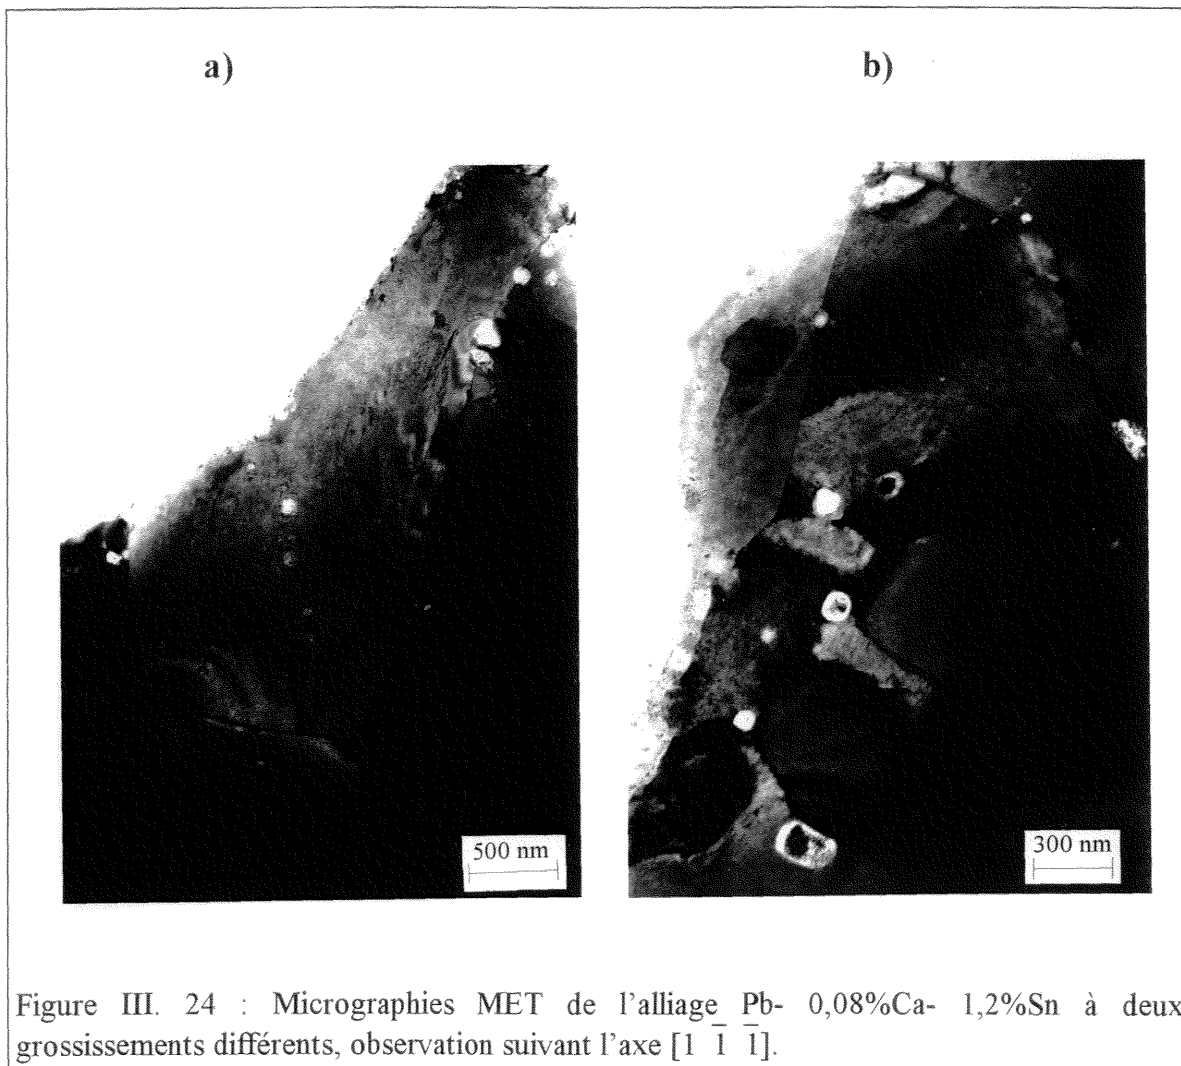 a)
b)
500 nm
300 nm
Figure III. 24 : Micrographies MET de l'alliage Pb- 0,08%Ca- 1,2%Sn à deux
grossissements différents, observation suivant l'axe [1 1̅ 1̅].